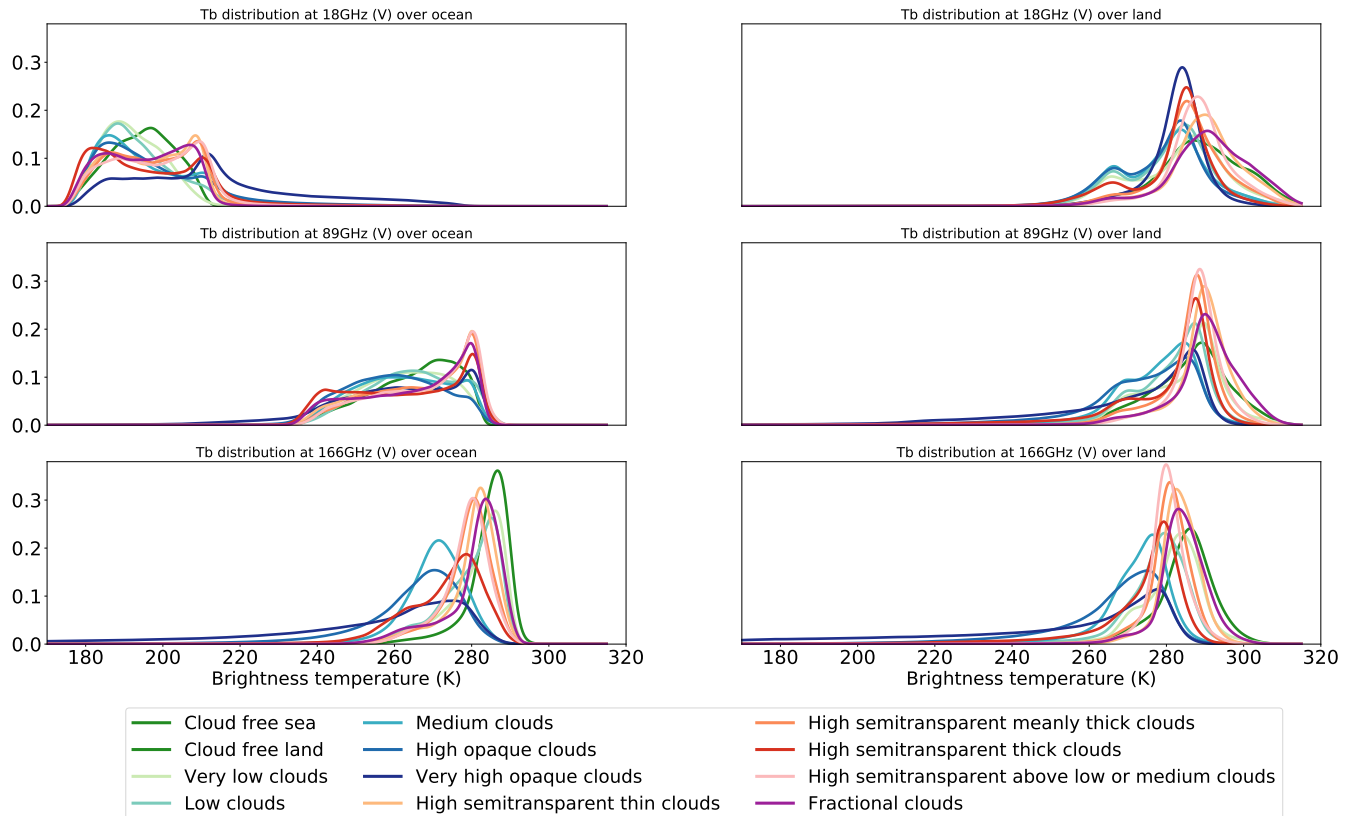 Tb distribution at 18GHz (V) over ocean
0.3
0.2
0.1
0.0
Tb distribution at 18GHz (V) over land
Tb distribution at 89GHz (V) over ocean
0.3
0.2
0.1
0.0
Tb distribution at 89GHz (V) over land
Tb distribution at 166GHz (V) over ocean
0.3
0.2
0.1
0.0
180 200 220 240 260 280 300 320
Brightness temperature (K)
Tb distribution at 166GHz (V) over land
180 200 220 240 260 280 300 320
Brightness temperature (K)
Cloud free sea
Cloud free land
Very low clouds
Low clouds
Medium clouds
High opaque clouds
Very high opaque clouds
High semitransparent thin clouds
High semitransparent meanly thick clouds
High semitransparent thick clouds
High semitransparent above low or medium clouds
Fractional clouds